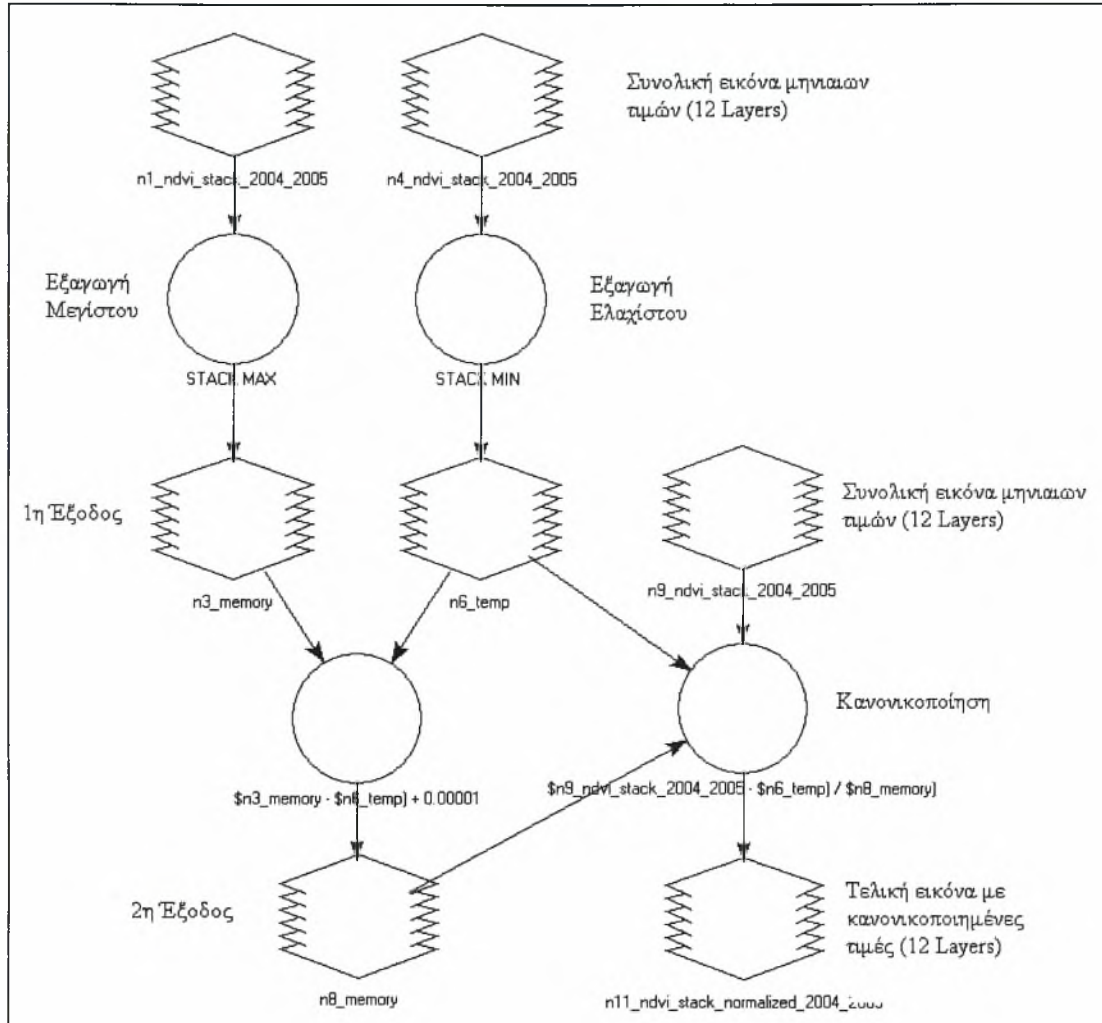 Συνολική εικόνα μηνιαιων
τιμών (12 Layers)
n1_ndvi_stack_2004_2005
n4_ndvi_stack_2004_2005
Εξαγωγή
Μεγίστου
Εξαγωγή
Ελαχίστου
STACK MAX
STACK MIN
1η Έξοδος
Συνολική εικόνα μηνιαιων
τιμών (12 Layers)
n3_memory
n6_temp
n9_ndvi_stack_2004_2005
Κανονικοποίηση
$n3_memory - $n6_temp) + 0.00001
$n9_ndvi_stack_2004_2005 - $n6_temp) / $n8_memory)
2η Έξοδος
Τελική εικόνα με
κανονικοποιημένες
τιμές (12 Layers)
n8_memory
n11_ndvi_stack_normalized_2004_2005